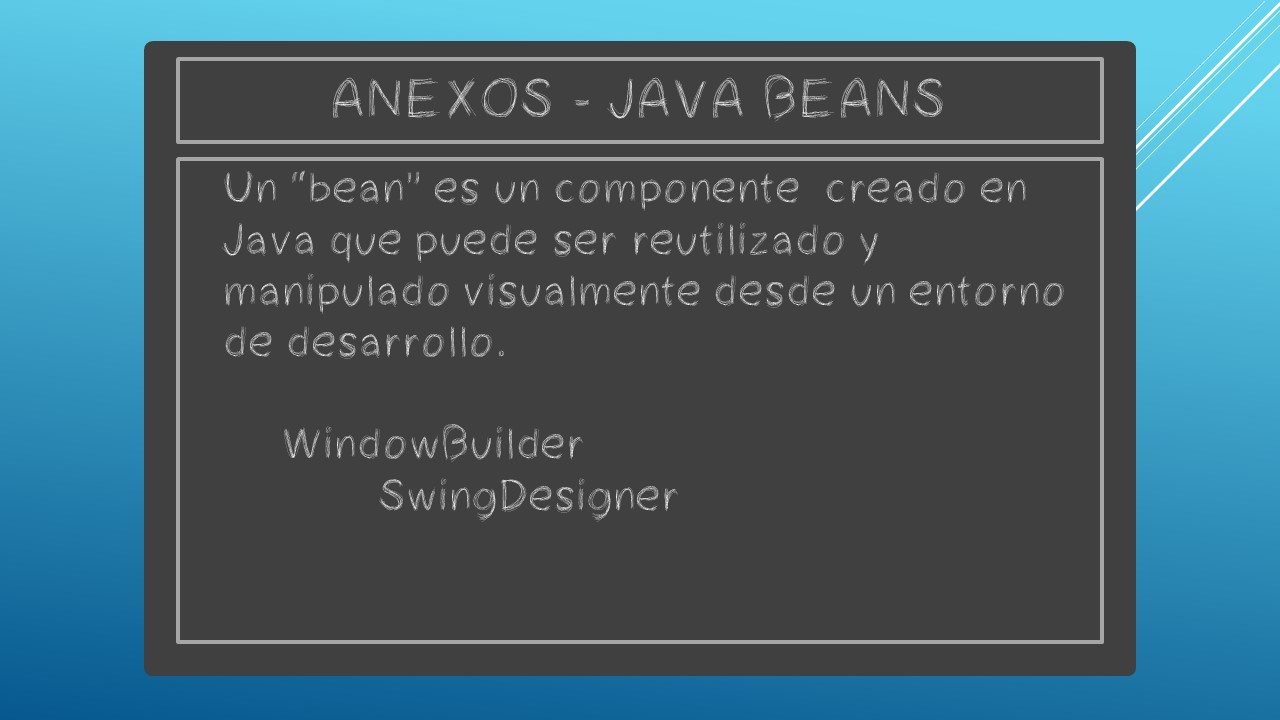 ANEXOS - JAVA BEANS
Un “bean” es un componente  creado en
Java que puede ser reutilizado y
manipulado visualmente desde un entorno
de desarrollo.
WindowBuilder
SwingDesigner